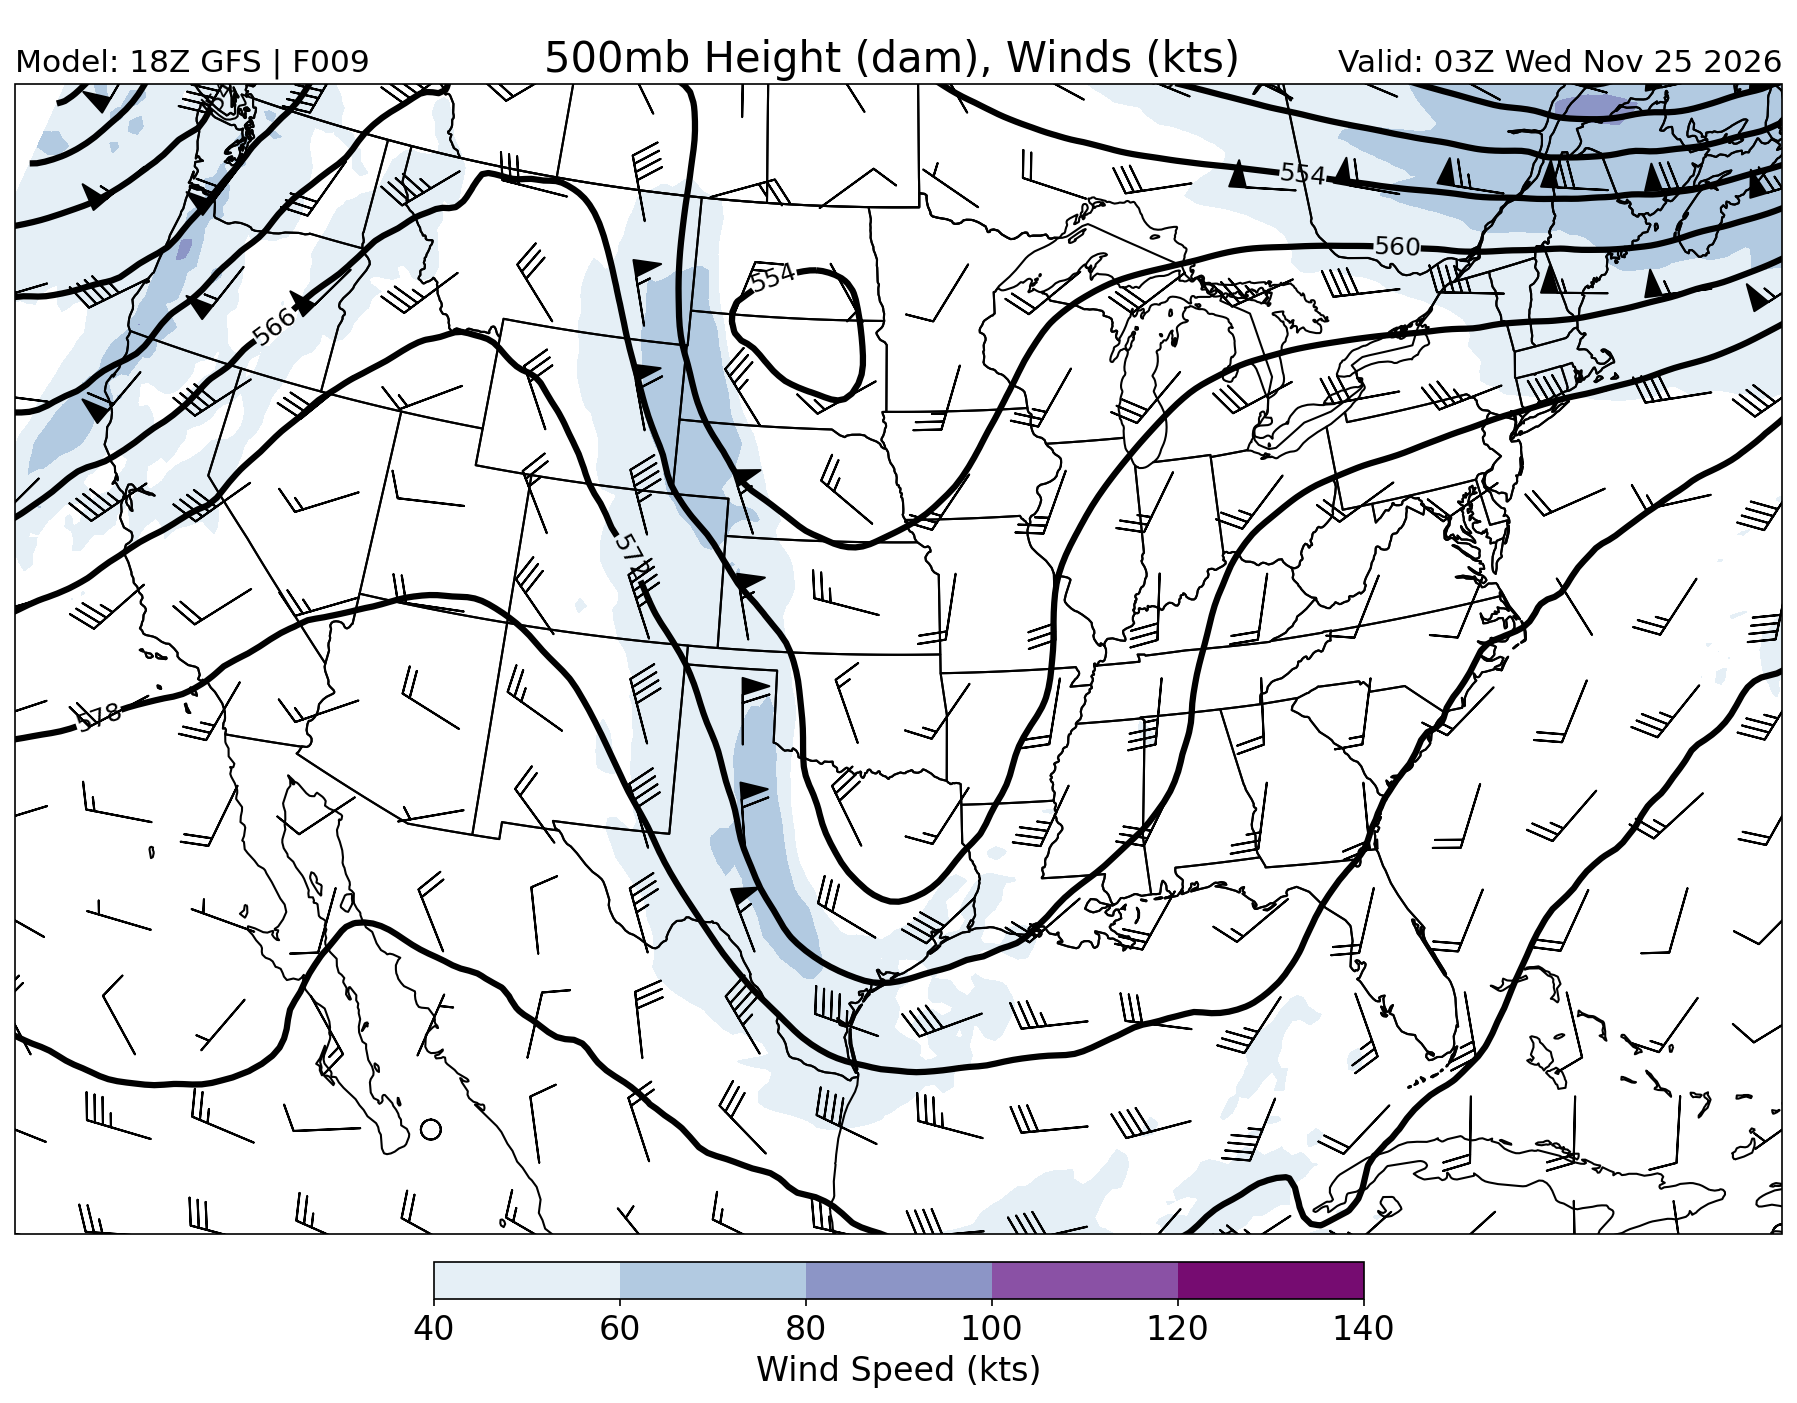 Model: 18Z GFS | F009
500mb Height (dam), Winds (kts)
Valid: 03Z Wed Nov 25 2026
554
560
554
566
572
578
40 60 80 100 120 140
Wind Speed (kts)